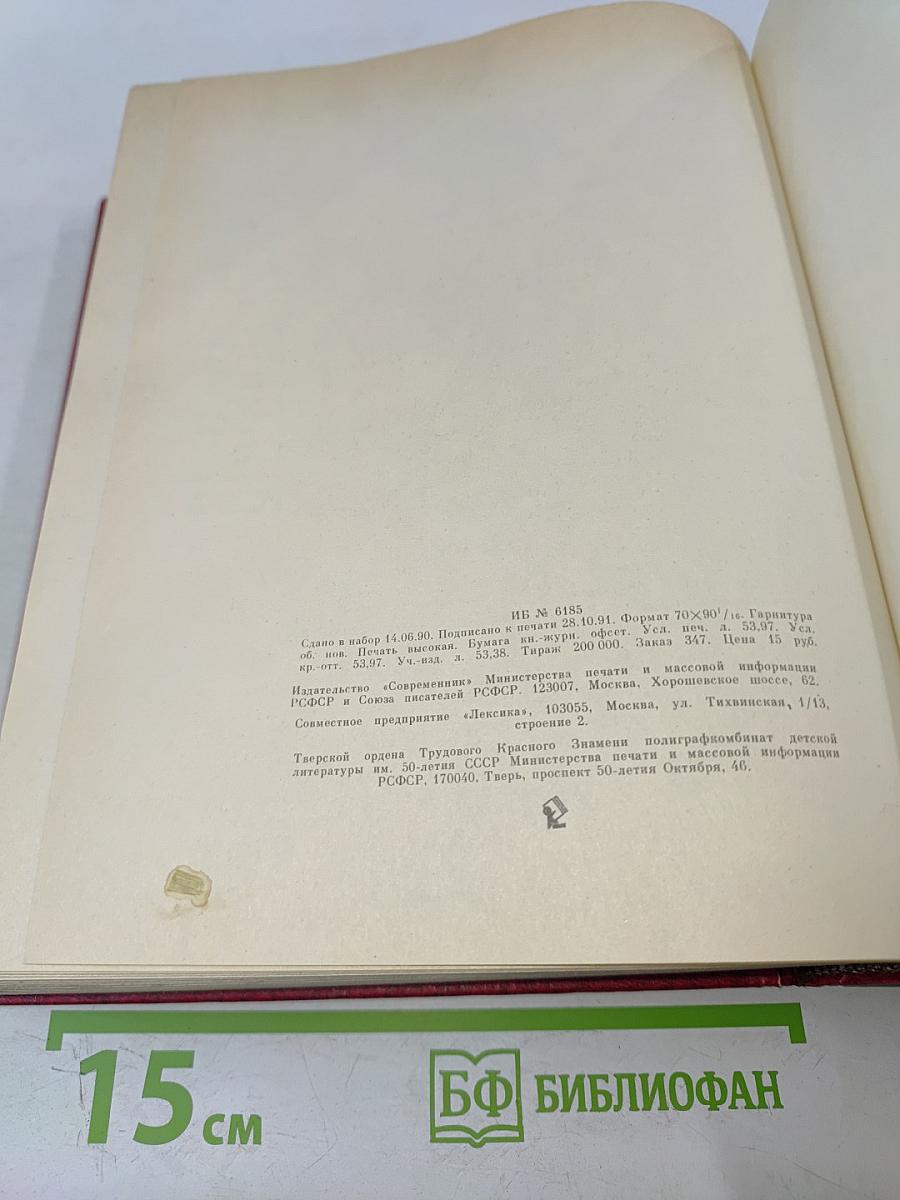 ИБ № 6185
Сдано в набор 14.06.90. Подписано к печати 28.10.91. Формат 70×90¹/₁₆. Гарнитура
об. нов. Печать высокая. Бумага кн.-журн. офсет. Усл. печ. л. 53,97. Усл.
кр.-отт. 53,97. Уч.-изд. л. 53,38. Тираж 200 000. Заказ 347. Цена 15 руб.
Издательство «Современник» Министерства печати и массовой информации
РСФСР и Союза писателей РСФСР. 123007, Москва, Хорошевское шоссе, 62.
Совместное предприятие «Лексика», 103055, Москва, ул. Тихвинская, 1/13,
строение 2.
Тверской ордена Трудового Красного Знамени полиграфкомбинат детской
литературы им. 50-летия СССР Министерства печати и массовой информации
РСФСР, 170040, Тверь, проспект 50-летия Октября, 46.
15 см
БФ БИБЛИОФАН